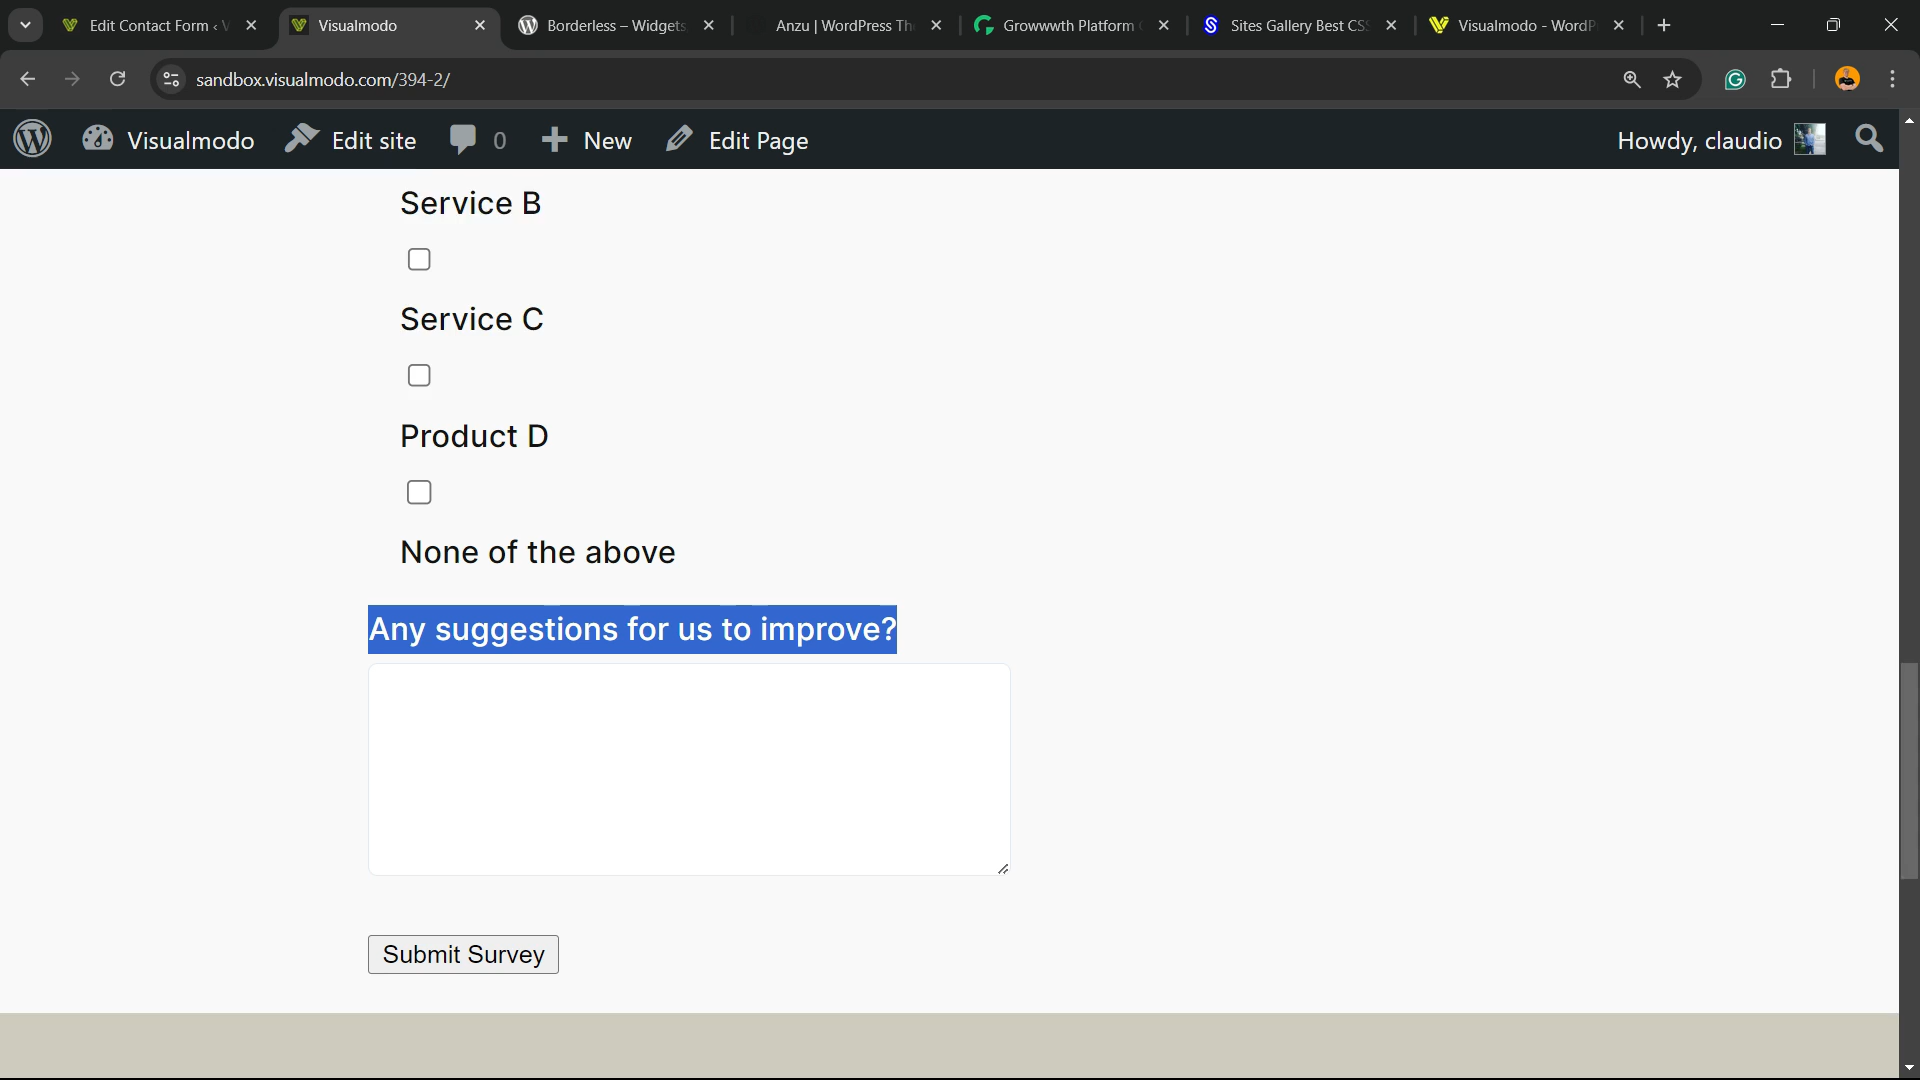 Edit Contact Form ‹ V
Visualmodo
Borderless – Widgets
Anzu | WordPress Th
Growwwth Platform
Sites Gallery Best CSS
Visualmodo - WordP
sandbox.visualmodo.com/394-2/
Visualmodo
Edit site
0
New
Edit Page
Howdy, claudio
Service B
Service C
Product D
None of the above
Any suggestions for us to improve?
Submit Survey